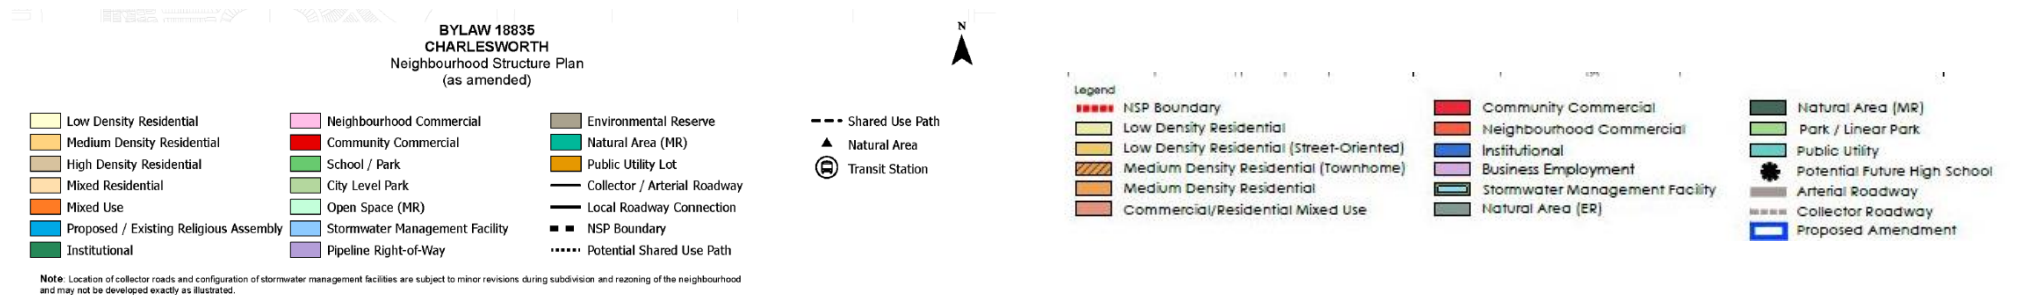 BYLAW 18835
CHARLESWORTH
Neighbourhood Structure Plan
(as amended)
N
Low Density Residential
Medium Density Residential
High Density Residential
Mixed Residential
Mixed Use
Proposed / Existing Religious Assembly
Institutional
Neighbourhood Commercial
Community Commercial
School / Park
City Level Park
Open Space (MR)
Stormwater Management Facility
Pipeline Right-of-Way
Environmental Reserve
Natural Area (MR)
Public Utility Lot
Collector / Arterial Roadway
Local Roadway Connection
NSP Boundary
Potential Shared Use Path
Shared Use Path
Natural Area
Transit Station
Note: Location of collector roads and configuration of stormwater management facilities are subject to minor revisions during subdivision and rezoning of the neighbourhood
and may not be developed exactly as illustrated.
Legend
NSP Boundary
Low Density Residential
Low Density Residential (Street-Oriented)
Medium Density Residential (Townhome)
Medium Density Residential
Commercial/Residential Mixed Use
Community Commercial
Neighbourhood Commercial
Institutional
Business Employment
Stormwater Management Facility
Natural Area (ER)
Natural Area (MR)
Park / Linear Park
Public Utility
Potential Future High School
Arterial Roadway
Collector Roadway
Proposed Amendment